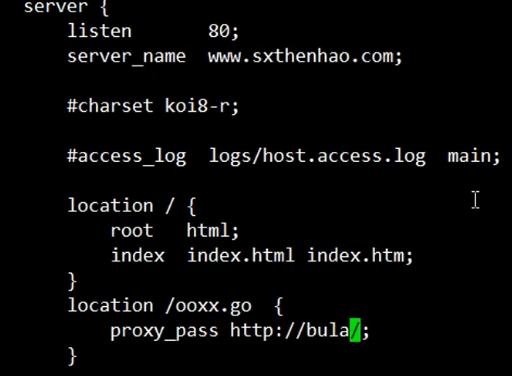 server {
listen 80;
server_name www.sxthenhao.com;
#charset koi8-r;
#access_log logs/host.access.log main;
location / {
root html;
index index.html index.htm;
}
location /ooxx.go {
proxy_pass http://bula/;
}